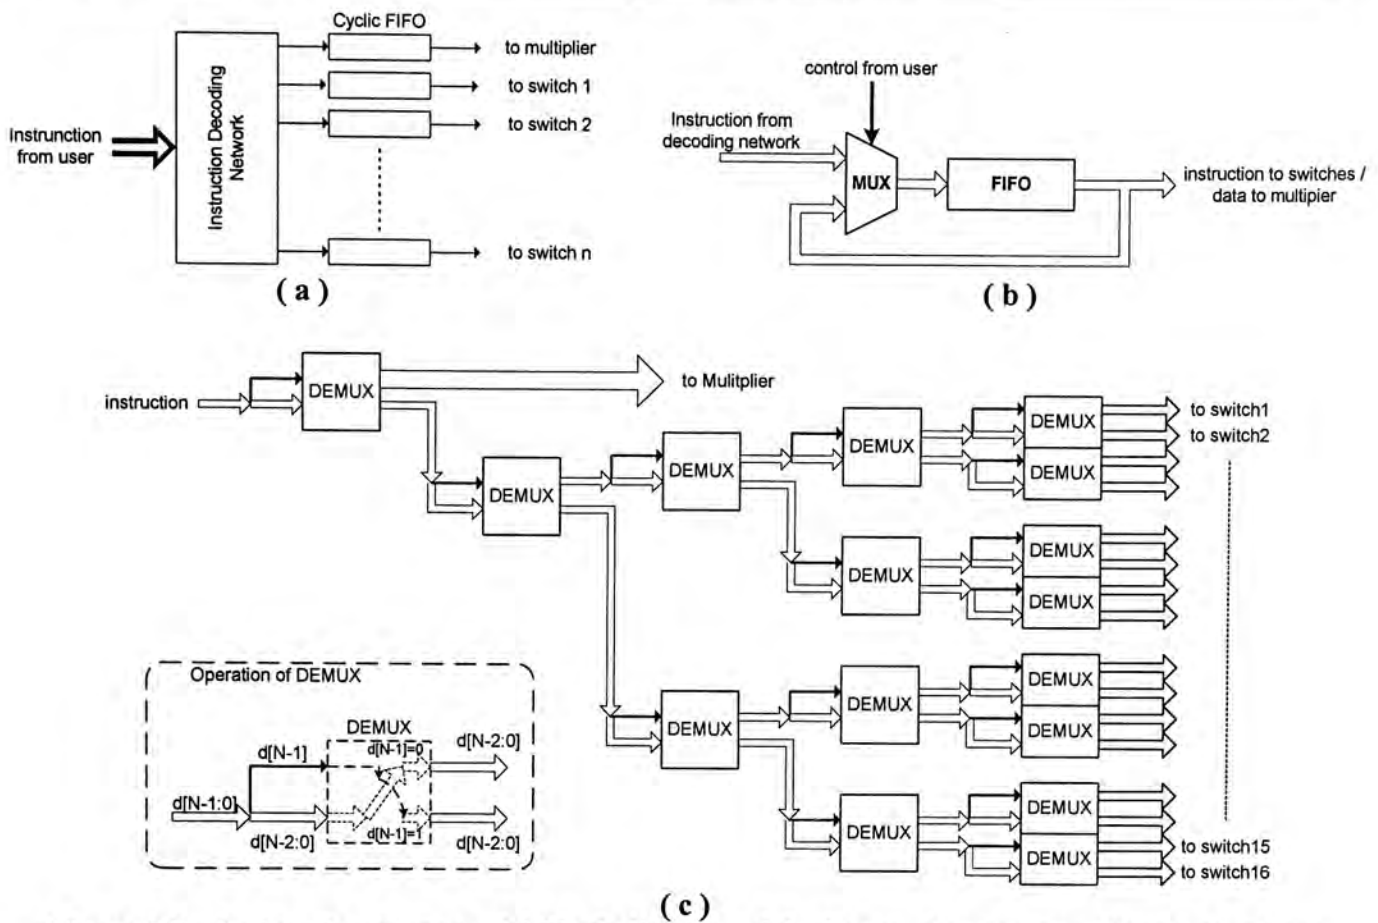 Cyclic FIFO
to multiplier
to switch 1
to switch 2
Instrunction
from user
Instruction Decoding
Network
to switch n
( a )
control from user
Instruction from
decoding network
MUX
FIFO
instruction to switches /
data to multipier
( b )
instruction
DEMUX
to Mulitplier
DEMUX
DEMUX
DEMUX
DEMUX
to switch1
to switch2
DEMUX
DEMUX
DEMUX
DEMUX
DEMUX
DEMUX
DEMUX
DEMUX
DEMUX
DEMUX
DEMUX
DEMUX
to switch15
to switch16
Operation of DEMUX
DEMUX
d[N-1]
d[N-1]=0
d[N-2:0]
d[N-1:0]
d[N-2:0]
d[N-1]=1
d[N-2:0]
( c )